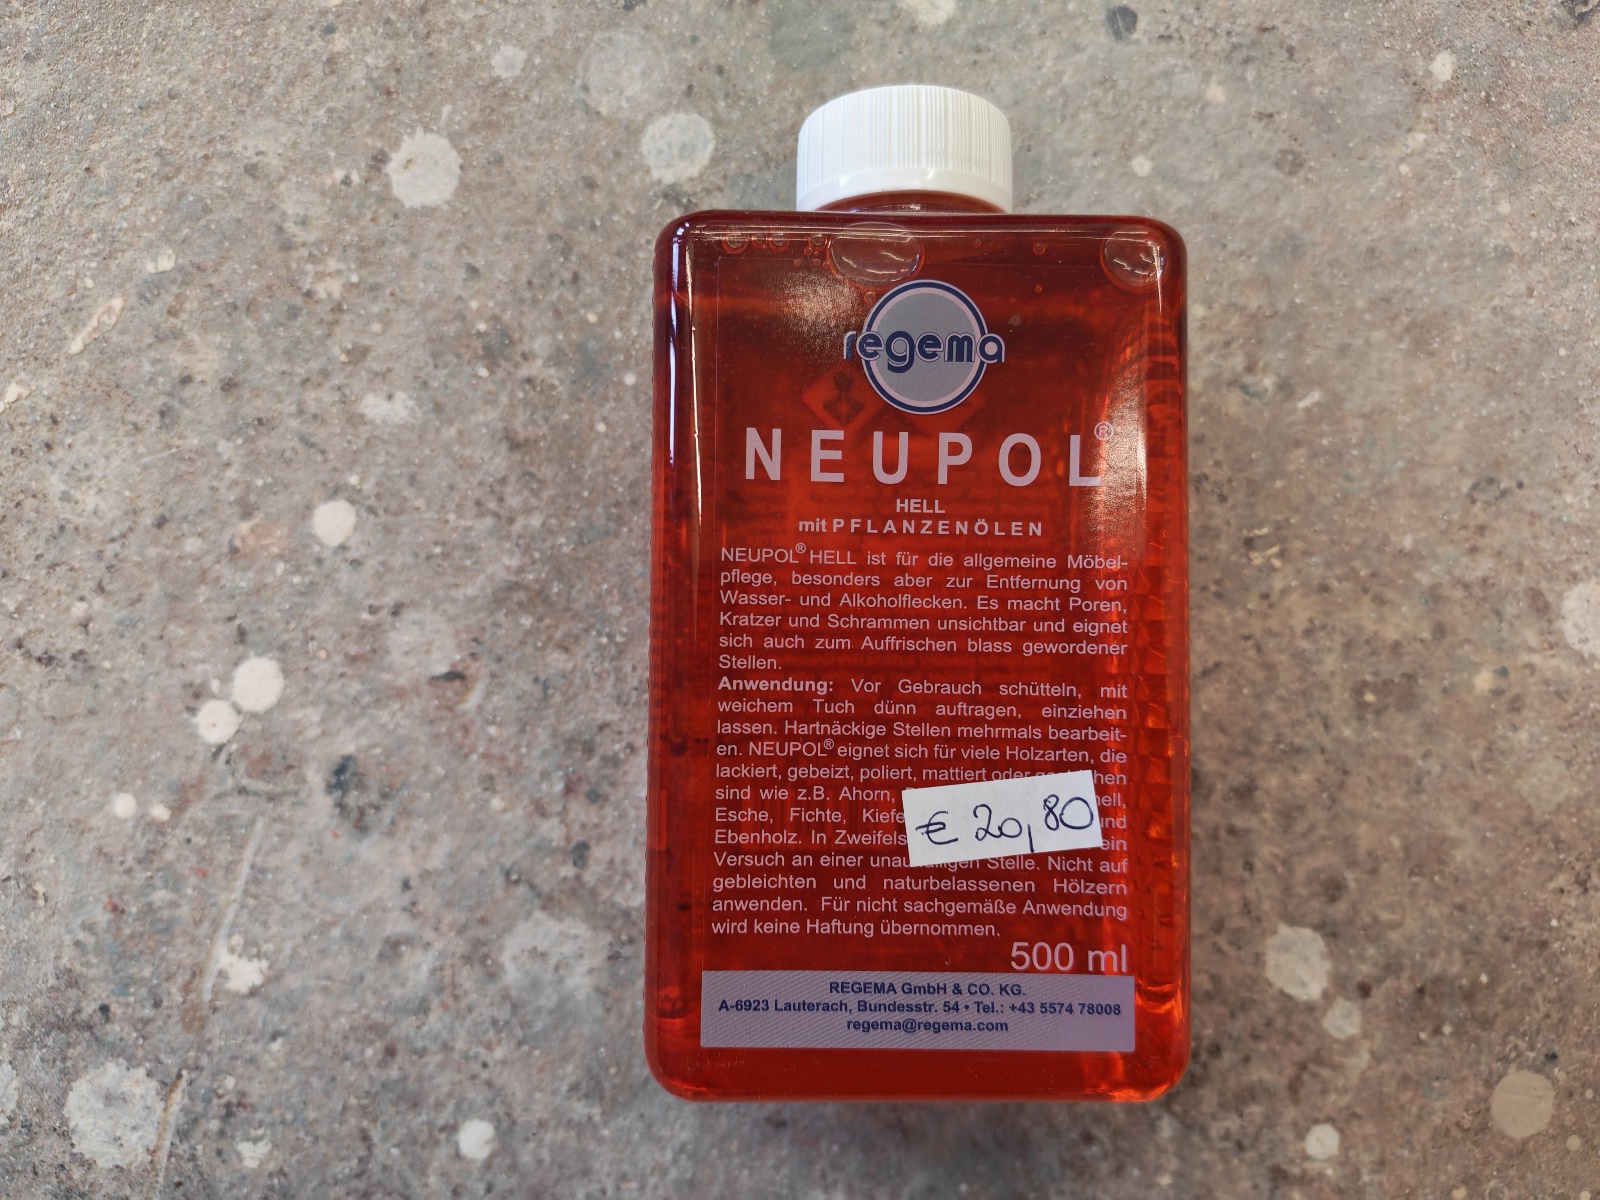 regema
NEUPOL®
HELL
mit PFLANZENÖLEN
NEUPOL® HELL ist für die allgemeine Möbel-
pflege, besonders aber zur Entfernung von
Wasser- und Alkoholflecken. Es macht Poren,
Kratzer und Schrammen unsichtbar und eignet
sich auch zum Auffrischen blass gewordener
Stellen.
Anwendung: Vor Gebrauch schütteln, mit
weichem Tuch dünn auftragen, einziehen
lassen. Hartnäckige Stellen mehrmals bearbeit-
en. NEUPOL® eignet sich für viele Holzarten, die
lackiert, gebeizt, poliert, mattiert oder
sind wie z.B. Ahorn,
Esche, Fichte,
Ebenholz. In
€ 20,80
Versuch an einer Stelle. Nicht auf
gebleichten und naturbelassenen Hölzern
anwenden. Für nicht sachgemäße Anwendung
wird keine Haftung übernommen.
500 ml
REGEMA GmbH & CO. KG.
A-6923 Lauterach, Bundesstr. 54 • Tel.: +43 5574 78008
regema@regema.com